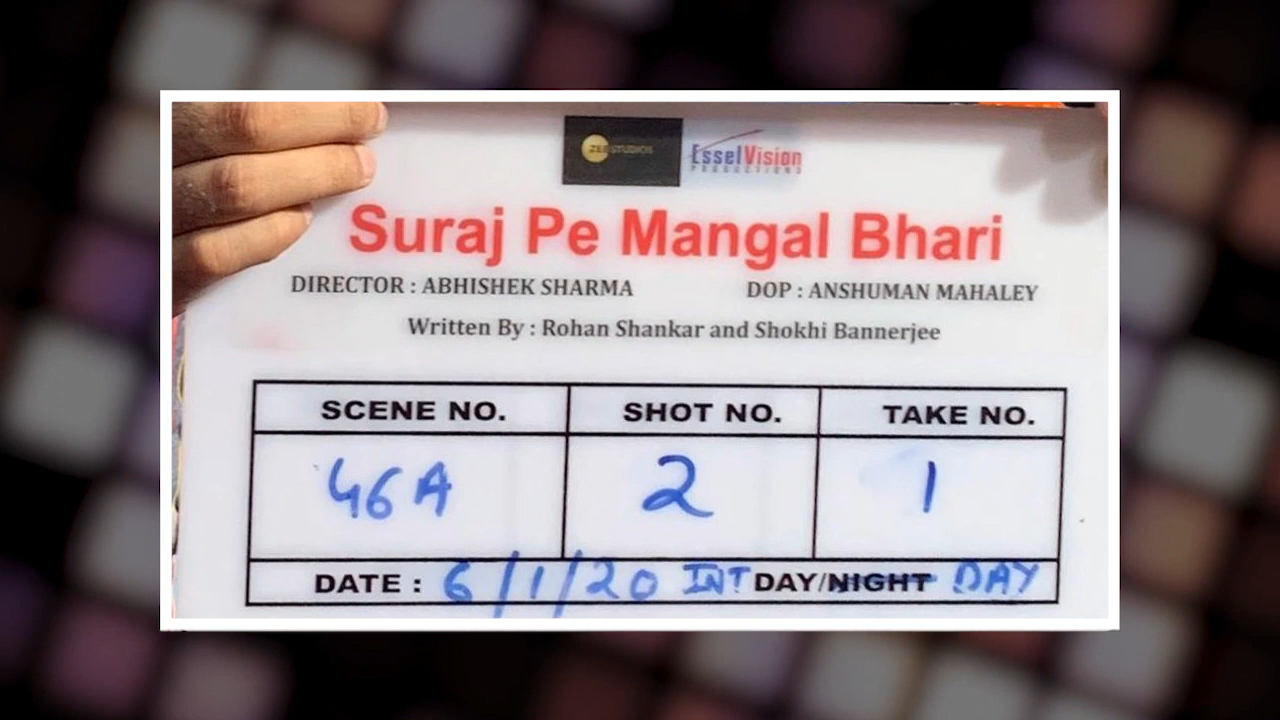 ZEE STUDIOS
EsselVision
PRODUCTIONS
Suraj Pe Mangal Bhari
DIRECTOR : ABHISHEK SHARMA DOP : ANSHUMAN MAHALEY
Written By : Rohan Shankar and Shokhi Bannerjee
SCENE NO. SHOT NO. TAKE NO.
46A 2 1
DATE : 6/1/20 INT DAY/NIGHT DAY